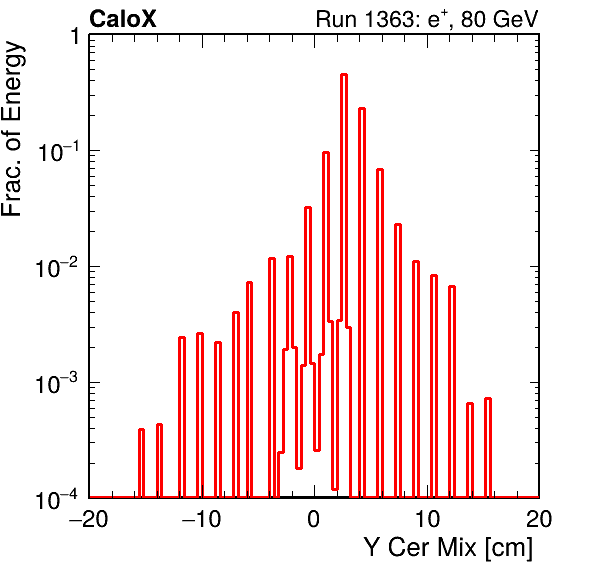 CaloX Run 1363: e⁺, 80 GeV
Frac. of Energy
1
10⁻¹
10⁻²
10⁻³
10⁻⁴
−20 −10 0 10 20
Y Cer Mix [cm]